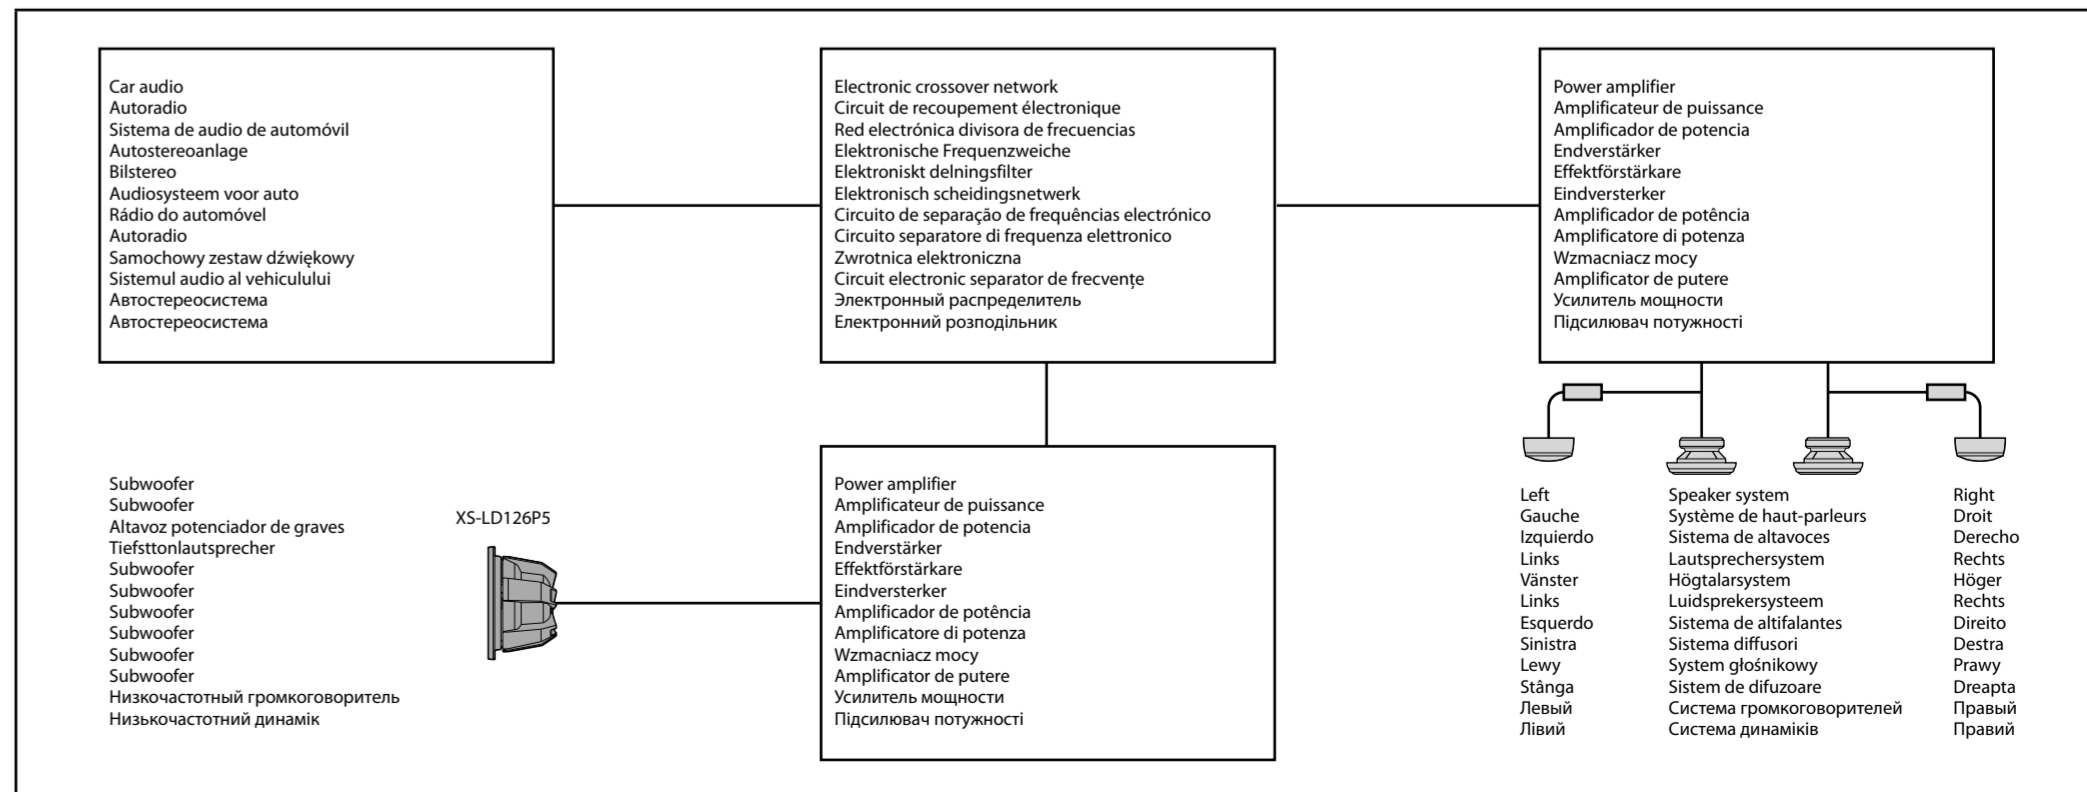 Car audio
Autoradio
Sistema de audio de automóvil
Autostereoanlage
Bilstereo
Audiosysteem voor auto
Rádio do automóvel
Autoradio
Samochowy zestaw dźwiękowy
Sistemul audio al vehiculului
Автостереосистема
Автостереосистема
Electronic crossover network
Circuit de recoupement électronique
Red electrónica divisora de frecuencias
Elektronische Frequenzweiche
Elektroniskt delningsfilter
Elektronisch scheidingsnetwerk
Circuito de separação de frequências electrónico
Circuito separatore di frequenza elettronico
Zwrotnica elektroniczna
Circuit electronic separator de frecvențe
Электронный распределитель
Електронний розподільник
Power amplifier
Amplificateur de puissance
Amplificador de potencia
Endverstärker
Effektförstärkare
Eindversterker
Amplificador de potência
Amplificatore di potenza
Wzmacniacz mocy
Amplificator de putere
Усилитель мощности
Підсилювач потужності
Subwoofer
Subwoofer
Altavoz potenciador de graves
Tiefsttonlautsprecher
Subwoofer
Subwoofer
Subwoofer
Subwoofer
Subwoofer
Subwoofer
Низкочастотный громкоговоритель
Низькочастотний динамік
XS-LD126P5
Power amplifier
Amplificateur de puissance
Amplificador de potencia
Endverstärker
Effektförstärkare
Eindversterker
Amplificador de potência
Amplificatore di potenza
Wzmacniacz mocy
Amplificator de putere
Усилитель мощности
Підсилювач потужності
Left
Gauche
Izquierdo
Links
Vänster
Links
Esquerdo
Sinistra
Lewy
Stânga
Левый
Лівий
Speaker system
Système de haut-parleurs
Sistema de altavoces
Lautsprechersystem
Högtalarsystem
Luidsprekersysteem
Sistema de altifalantes
Sistema diffusori
System głośnikowy
Sistem de difuzoare
Система громкоговорителей
Система динаміків
Right
Droit
Derecho
Rechts
Höger
Rechts
Direito
Destra
Prawy
Dreapta
Правый
Правий